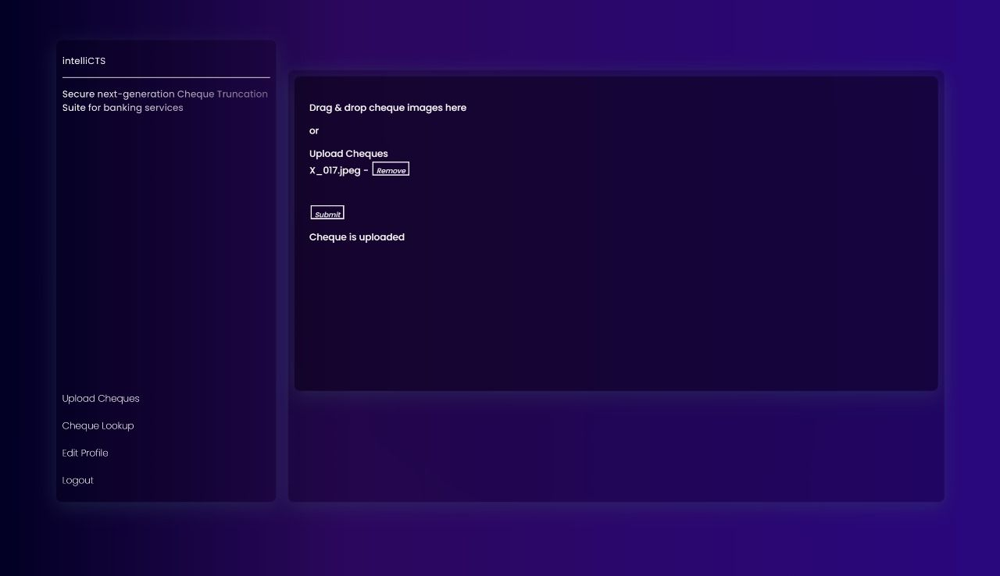 intelliCTS
Secure next-generation Cheque Truncation
Suite for banking services
Upload Cheques
Cheque Lookup
Edit Profile
Logout
Drag & drop cheque images here
or
Upload Cheques
X_017.jpeg - Remove
Submit
Cheque is uploaded